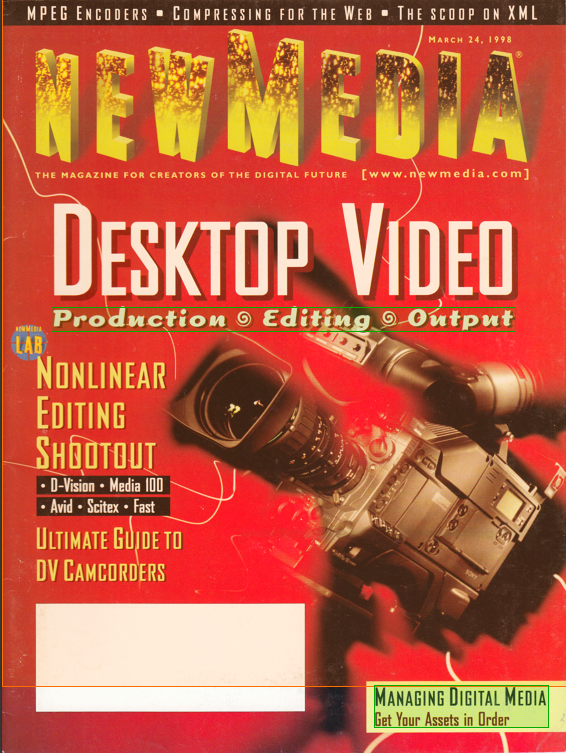 MPEG Encoders ▪ Compressing for the Web ▪ The scoop on XML
March 24, 1998
NEWMEDIA®
THE MAGAZINE FOR CREATORS OF THE DIGITAL FUTURE [www.newmedia.com]
Desktop Video
Production Editing Output
NEWMEDIA
LAB
Nonlinear
Editing
Shootout
• D-Vision • Media 100
• Avid • Scitex • Fast
Ultimate Guide to
DV Camcorders
Managing Digital Media
Get Your Assets in Order